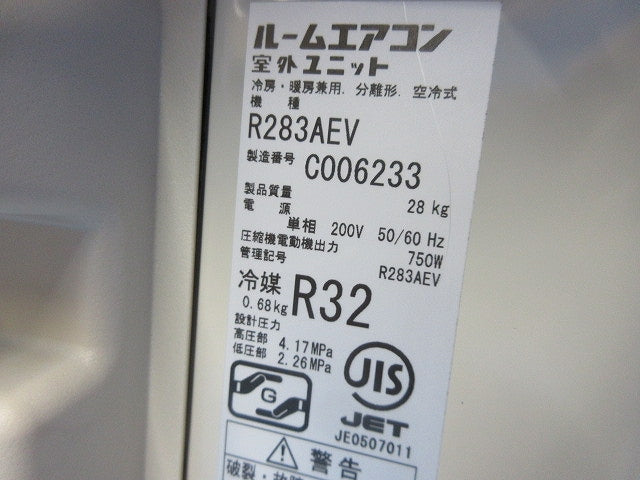 ルームエアコン
室外ユニット
冷房・暖房兼用. 分離形. 空冷式
機 種
R283AEV
製造番号 C006233
製品質量 28 kg
電 源
単相 200V 50/60 Hz
圧縮機電動機出力 750W
管理記号 R283AEV
冷媒 R32
0.68kg
設計圧力
高圧部 4.17MPa
低圧部 2.26MPa
G
JIS
JET
JE0507011
警告
破裂・故障